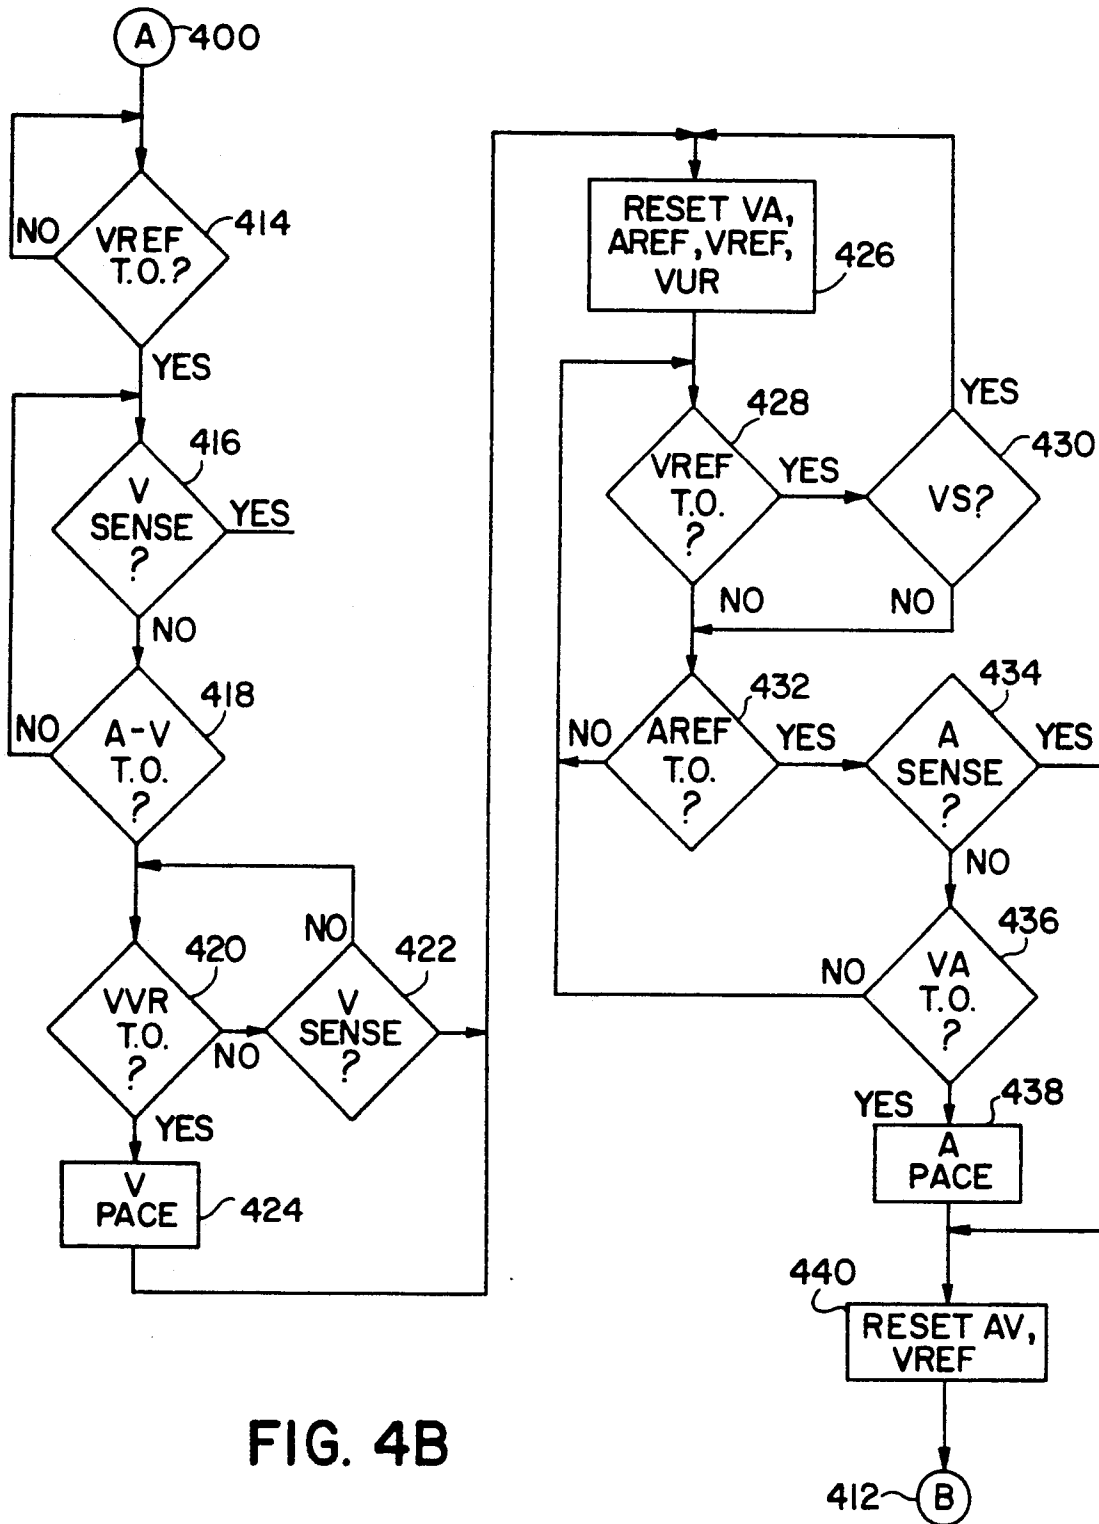 A
400
NO
VREF
T.O.?
414
YES
V
SENSE
?
416
YES
NO
NO
A-V
T.O.
?
418
VVR
T.O.
?
420
NO
NO
V
SENSE
?
422
YES
V
PACE
424
RESET VA,
AREF, VREF,
VUR
426
VREF
T.O.
?
428
YES
YES
VS?
430
NO
NO
NO
AREF
T.O.
?
432
YES
A
SENSE
?
434
YES
NO
NO
VA
T.O.
?
436
YES
A
PACE
438
440
RESET AV,
VREF
412
B
FIG. 4B